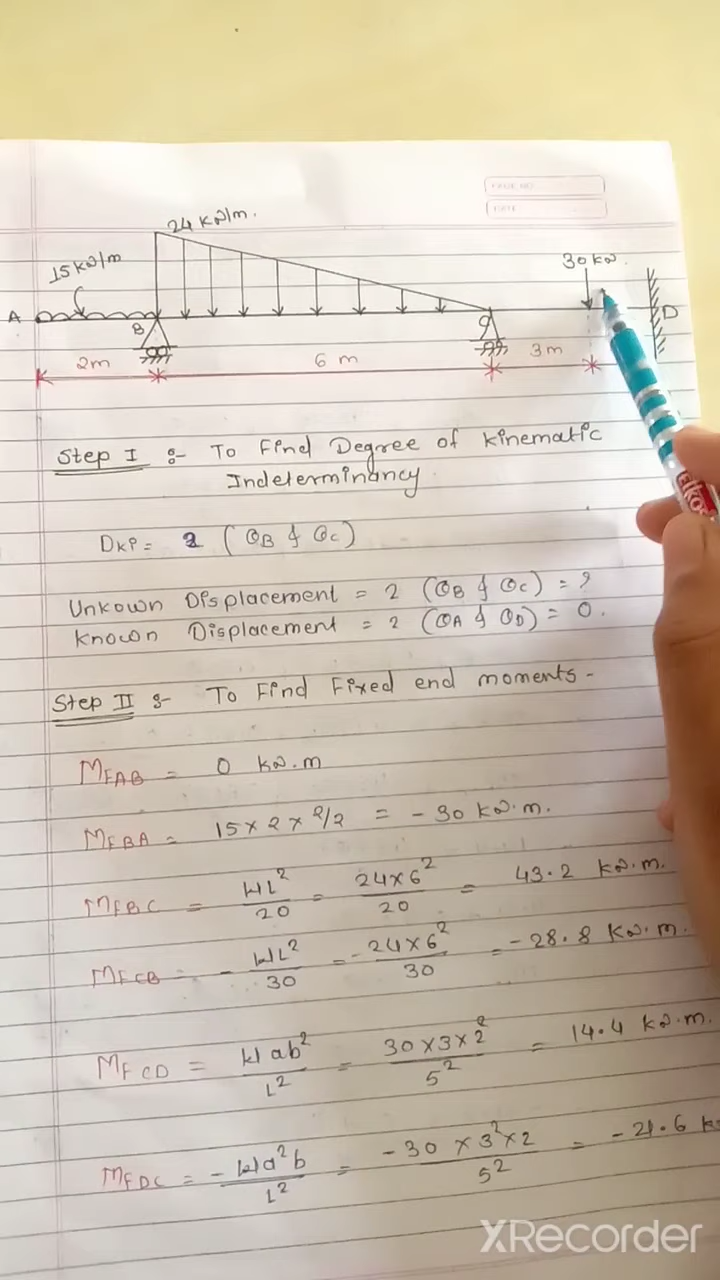 PAGE NO.
DATE
24 kN/m.
15 kN/m
30 kN.
A
B
C
D
2m
6 m
3m
Step I :- To Find Degree of Kinematic
Indeterminancy.
Dki = 2 ( θB & θC )
Unkown Displacement = 2 (θB & θC) = ?
Known Displacement = 2 (θA & θD) = 0.
Step II :- To Find Fixed end moments -
MFAB = 0 kN.m
MFBA = 15 × 2 × 2/2 = - 30 kN.m.
MFBC = WL²/20 = 24×6²/20 = 43.2 kN.m.
MFCB = - WL²/30 = - 24×6²/30 = - 28.8 kN.m.
MFCD = Wab²/L² = 30×3×2²/5² = 14.4 kN.m.
MFDC = - Wa²b/L² = - 30 × 3² × 2/5² = - 21.6 k
elkos
XRecorder